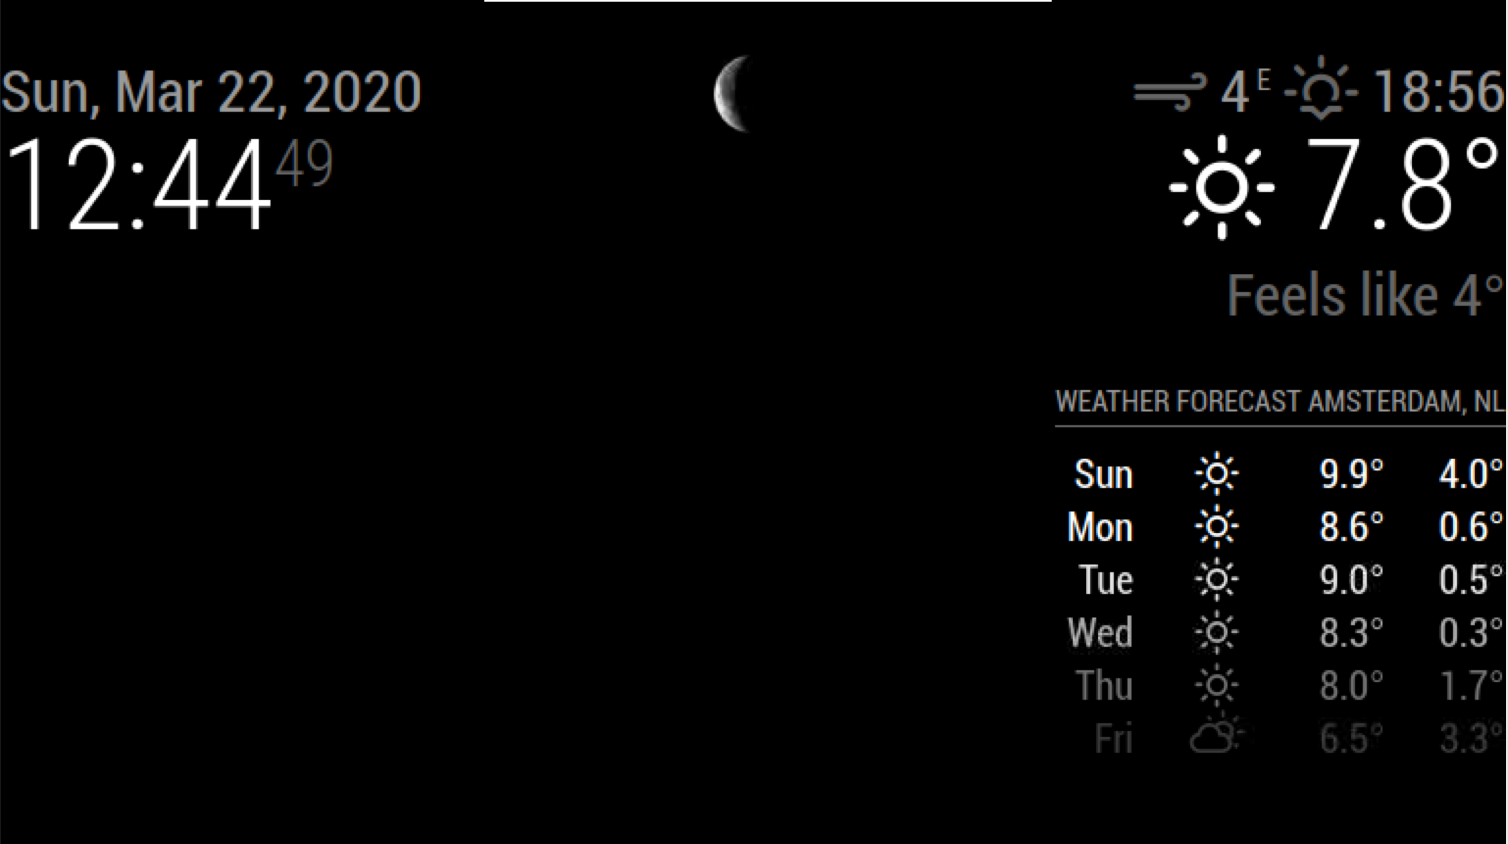 Sun, Mar 22, 2020
12:44 49
4 E 18:56
7.8°
Feels like 4°
WEATHER FORECAST AMSTERDAM, NL
Sun 9.9° 4.0°
Mon 8.6° 0.6°
Tue 9.0° 0.5°
Wed 8.3° 0.3°
Thu 8.0° 1.7°
Fri 6.5° 3.3°